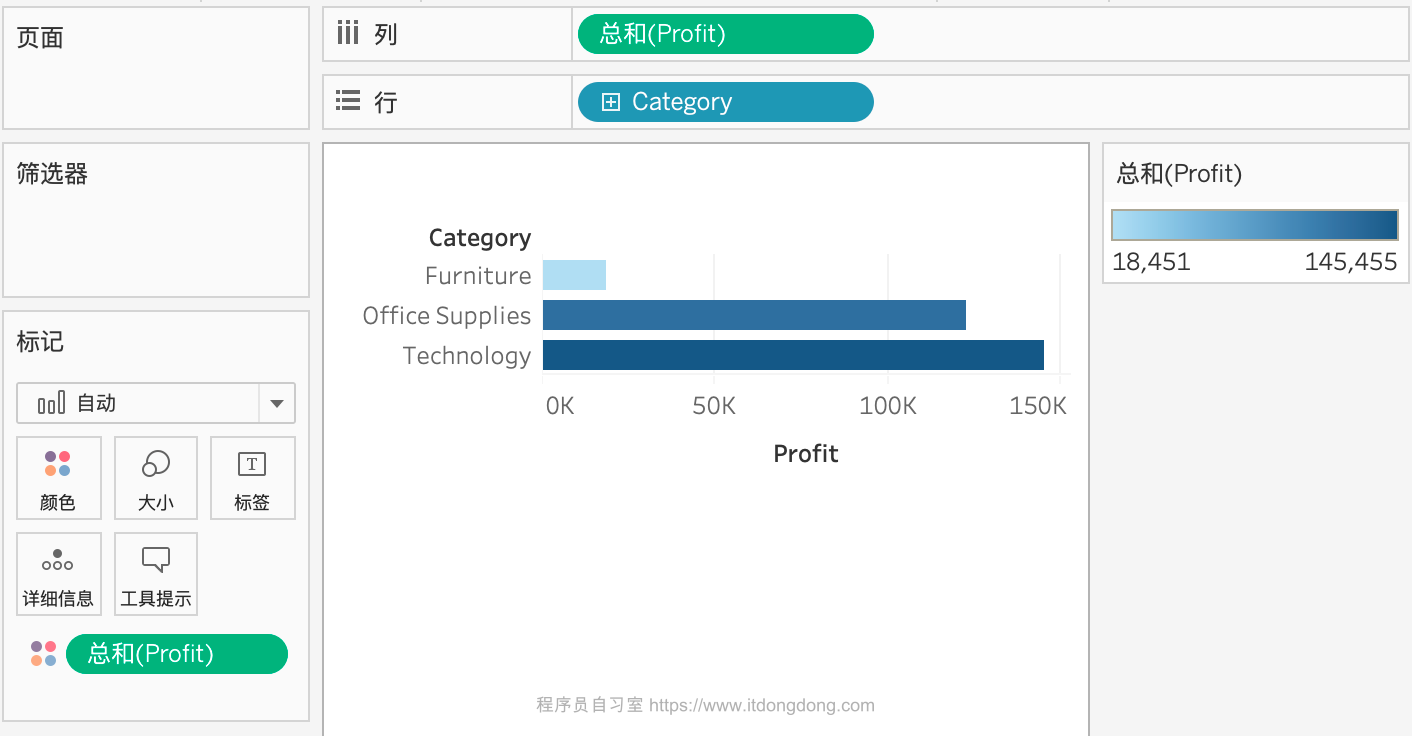 页面
列
总和(Profit)
行
Category
筛选器
标记
自动
颜色
大小
标签
详细信息
工具提示
总和(Profit)
Category
Furniture
Office Supplies
Technology
0K 50K 100K 150K
Profit
程序员自习室 https://www.itdongdong.com
总和(Profit)
18,451 145,455